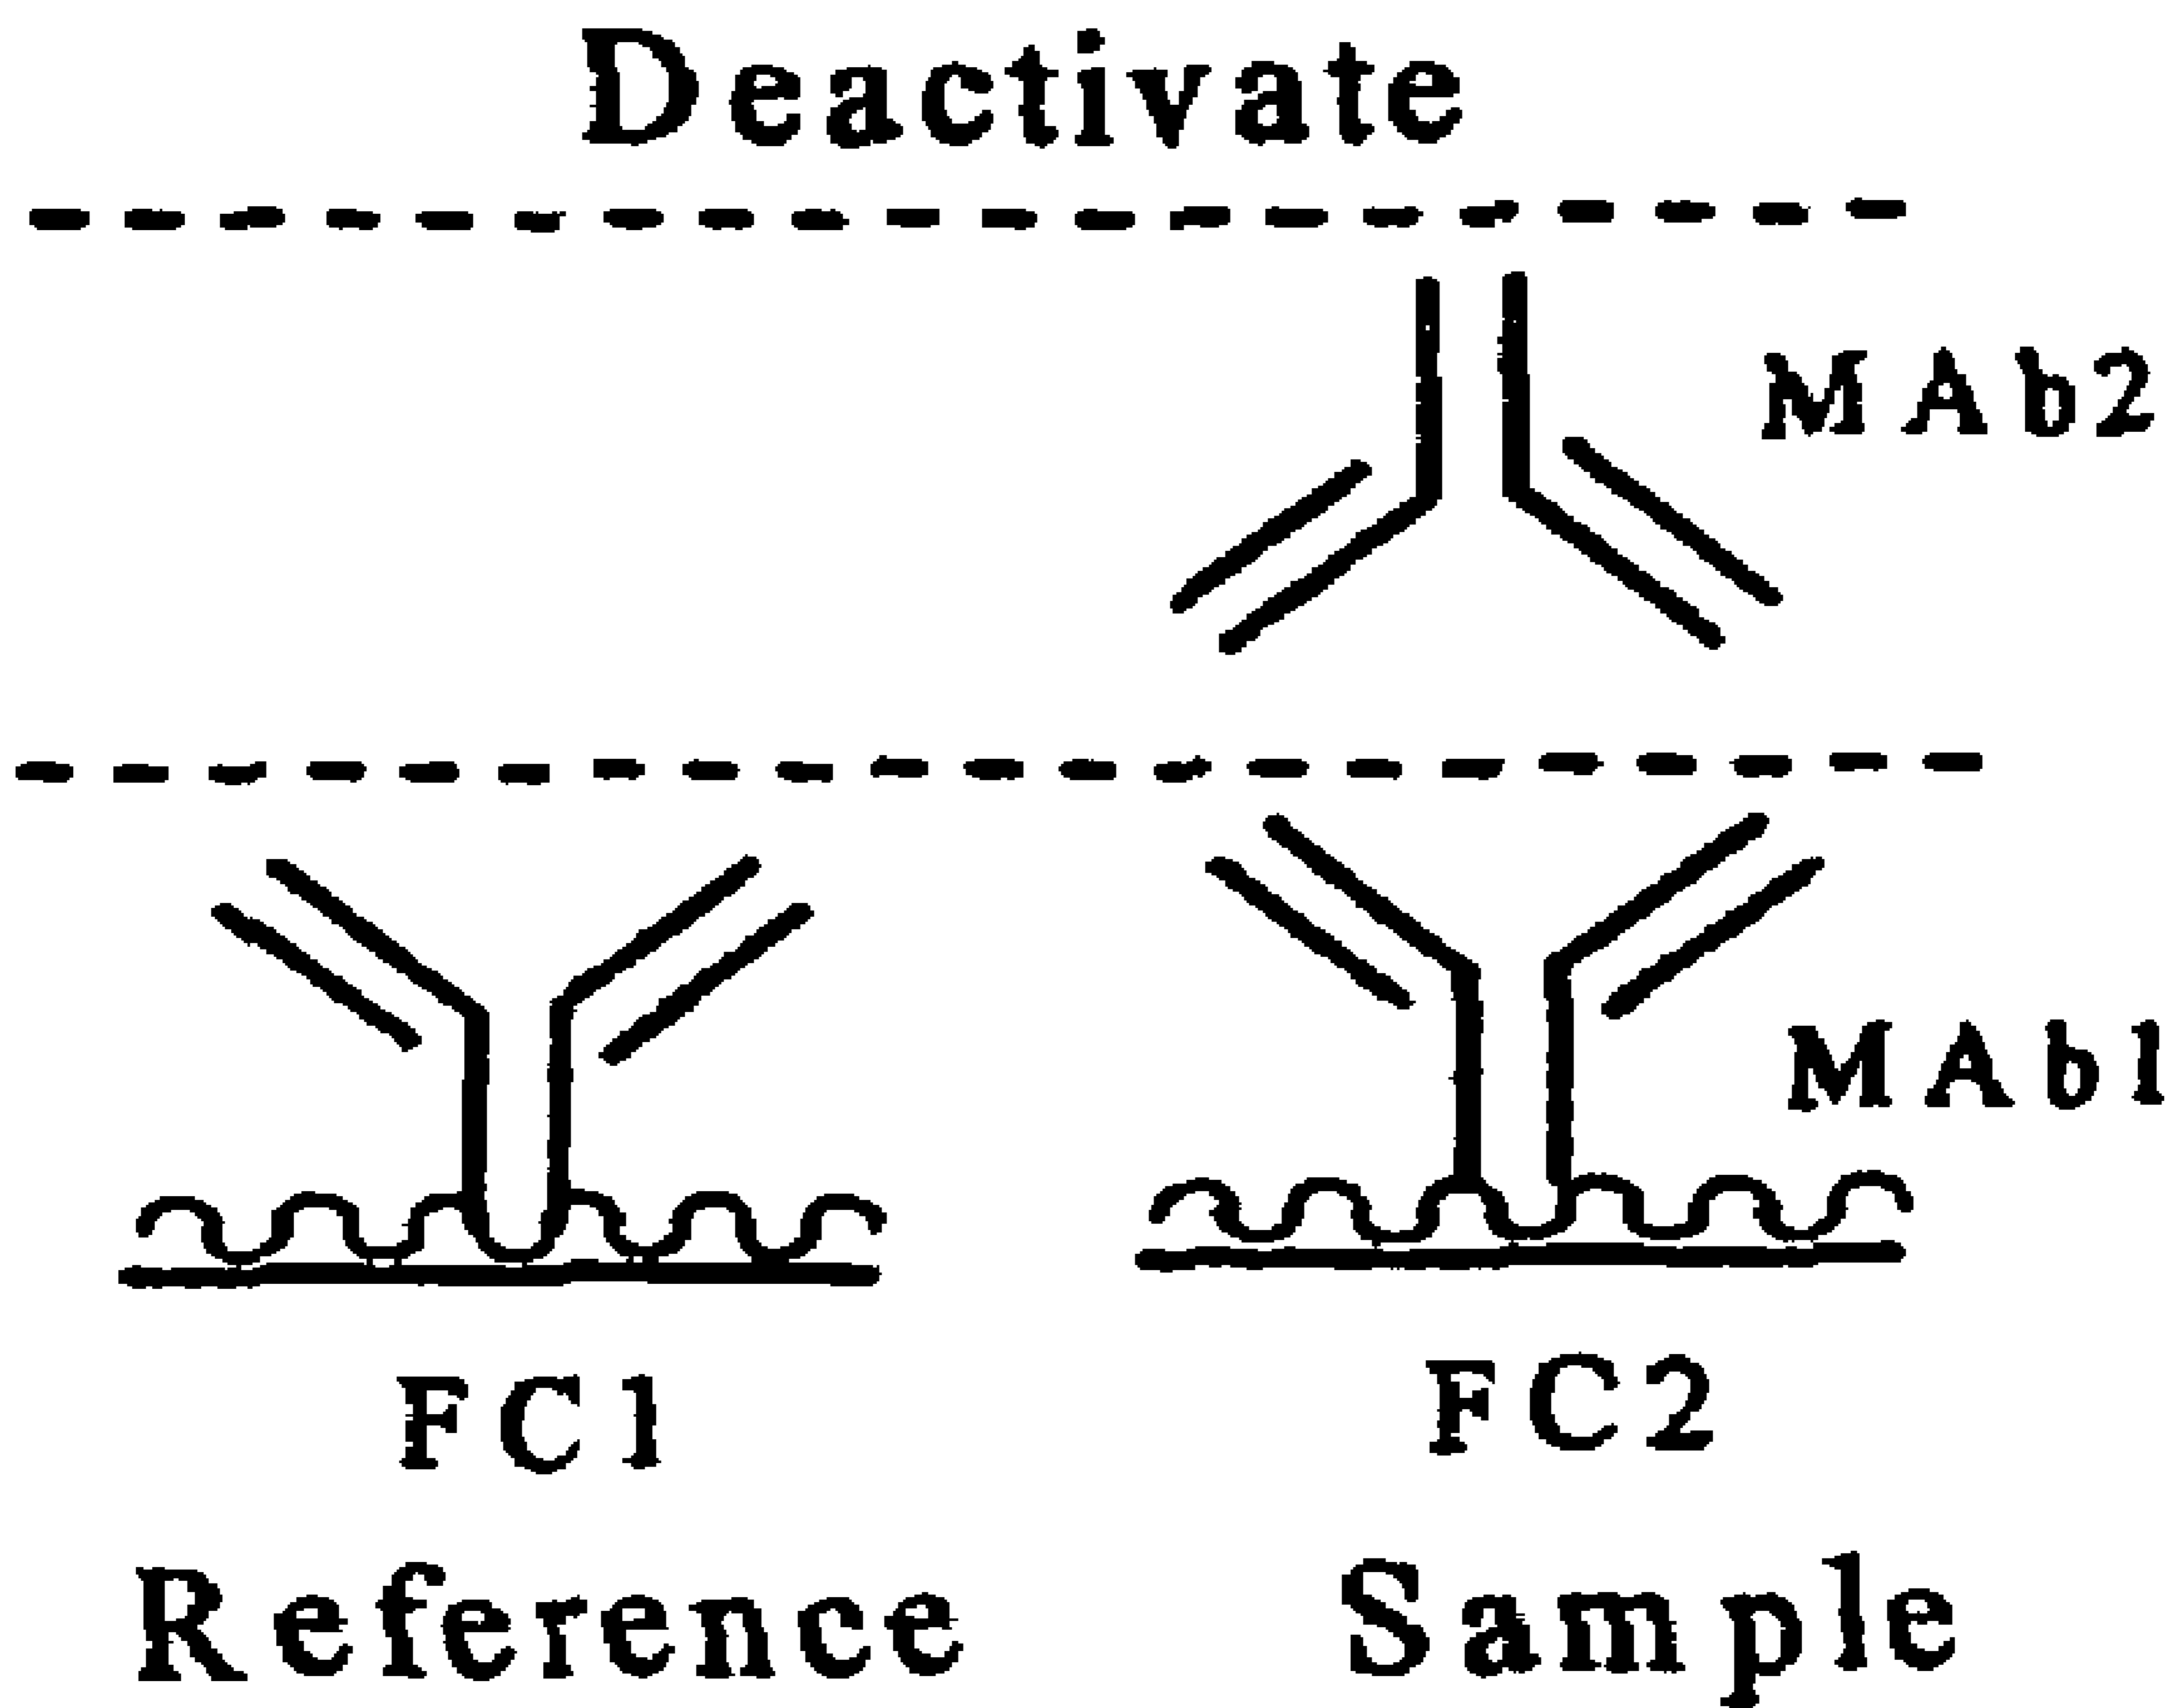 Deactivate
MAb2
MAb1
FC1 FC2
Reference Sample